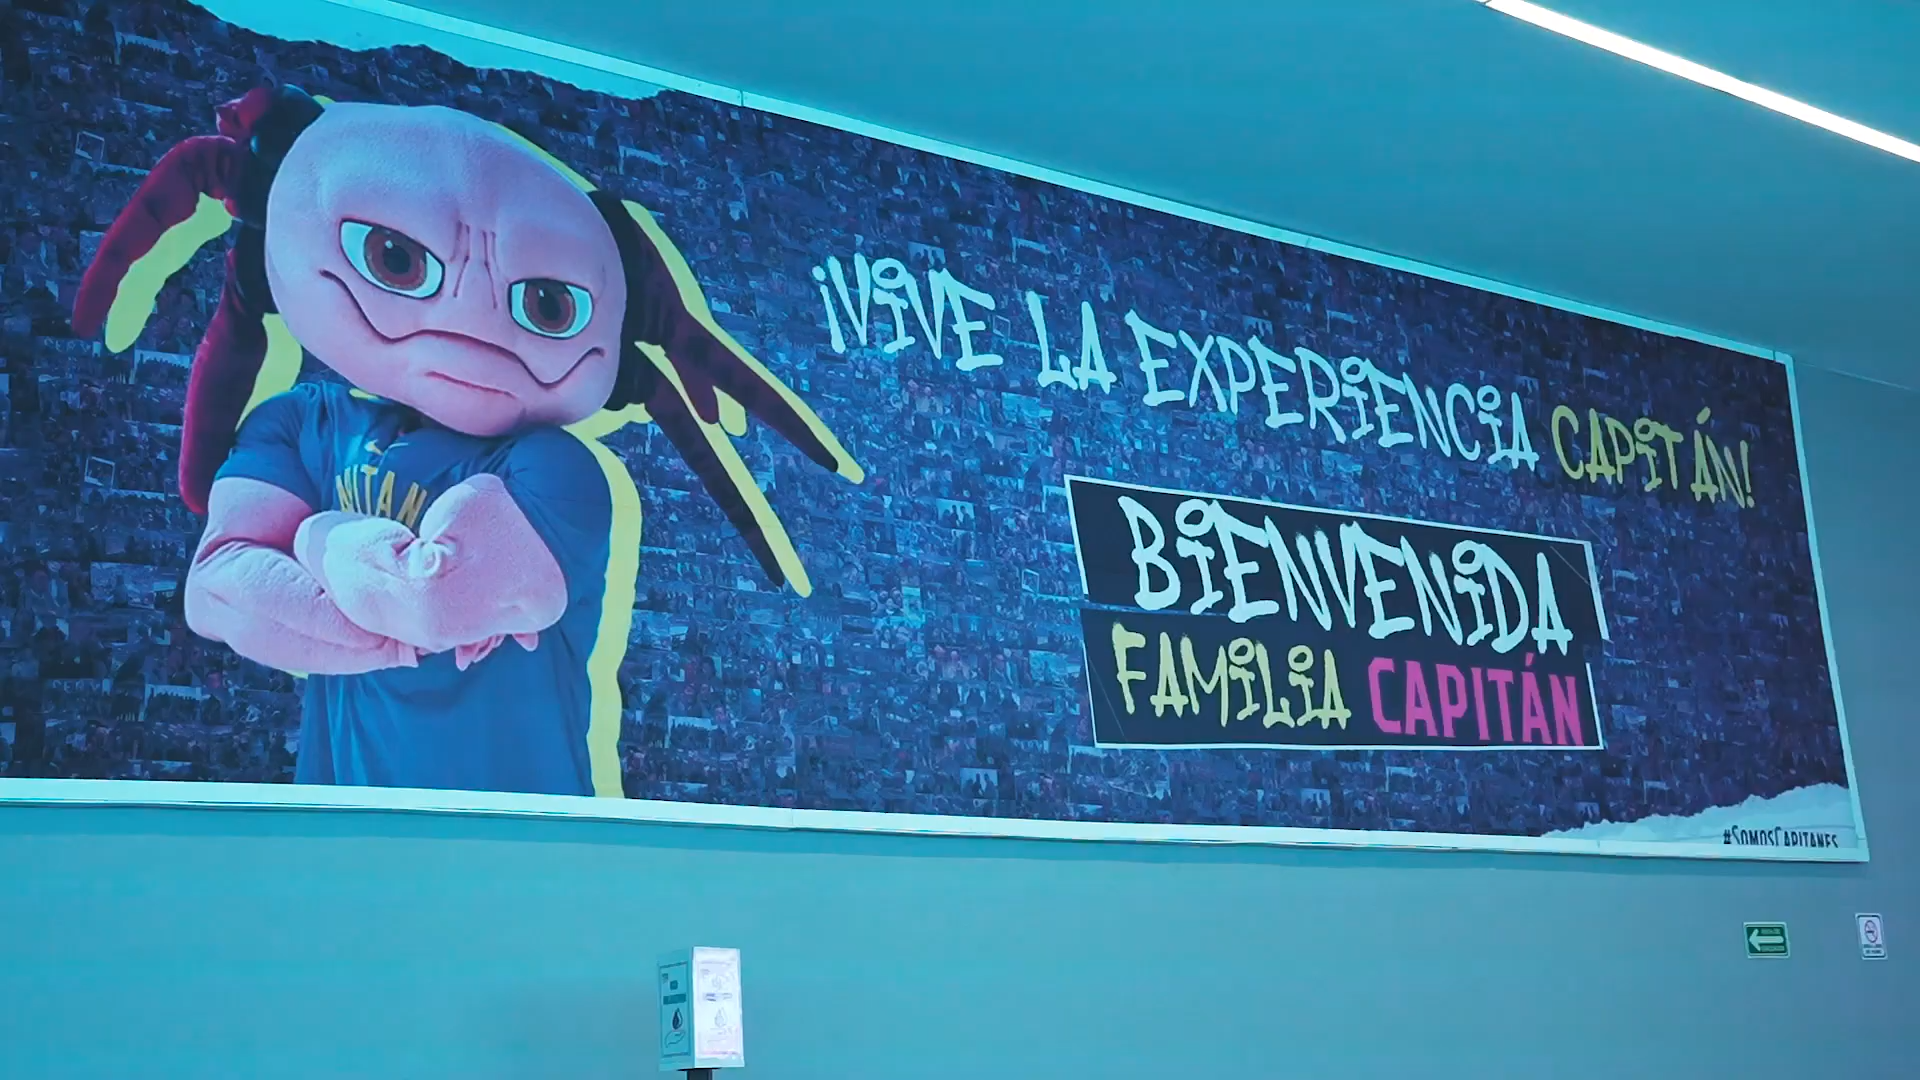 ¡VIVE LA EXPERIENCIA CAPITÁN!
BIENVENIDA
FAMILIA CAPITÁN
#SOMOSCAPITANES